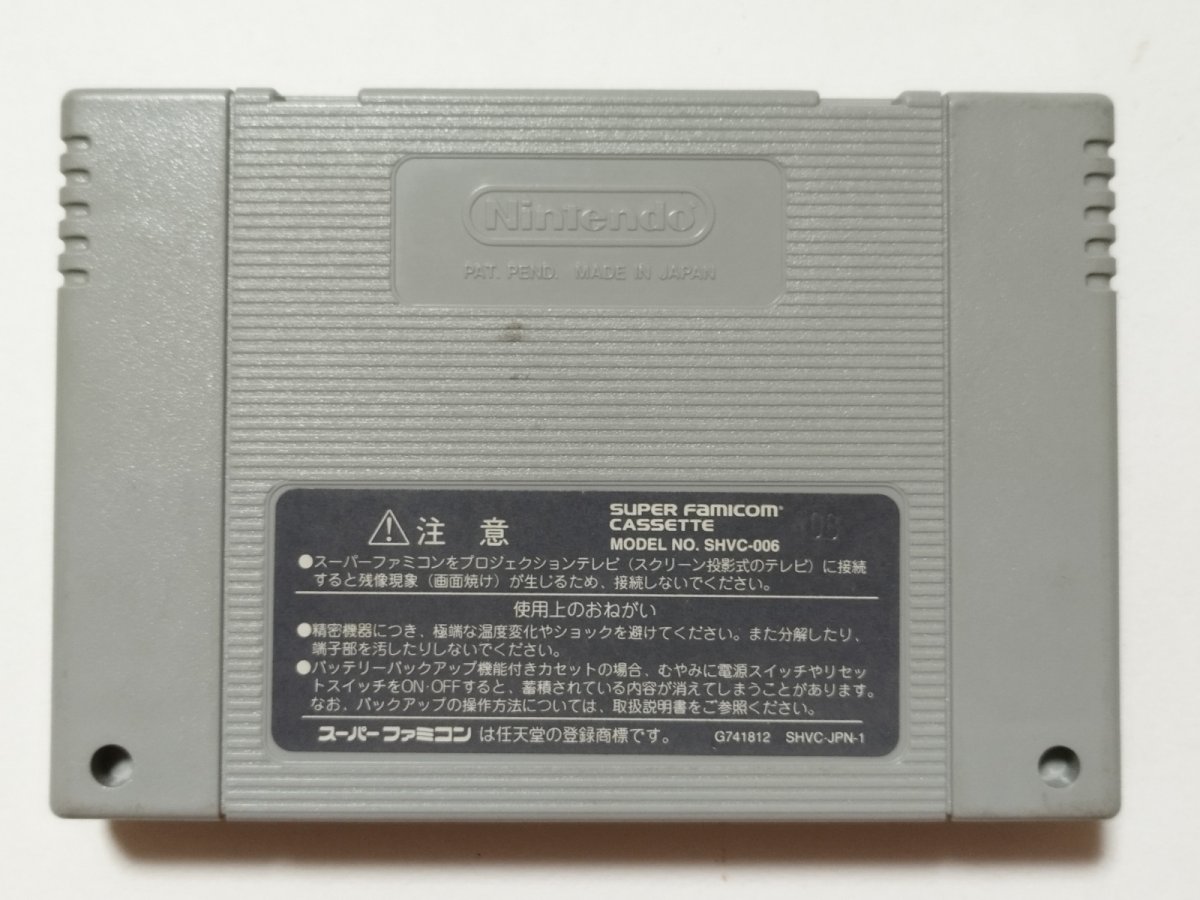 Nintendo
PAT. PEND. MADE IN JAPAN
注意
SUPER FAMICOM
CASSETTE
MODEL NO. SHVC-006
08
●スーパーファミコンをプロジェクションテレビ（スクリーン投影式のテレビ）に接続
すると残像現象（画面焼け）が生じるため、接続しないでください。
使用上のおねがい
●精密機器につき、極端な温度変化やショックを避けてください。また分解したり、
端子部を汚したりしないでください。
●バッテリーバックアップ機能付きカセットの場合、むやみに電源スイッチやリセッ
トスイッチをON·OFFすると、蓄積されている内容が消えてしまうことがあります。
なお、バックアップの操作方法については、取扱説明書をご参照ください。
スーパーファミコンは任天堂の登録商標です。 G741812 SHVC-JPN-1